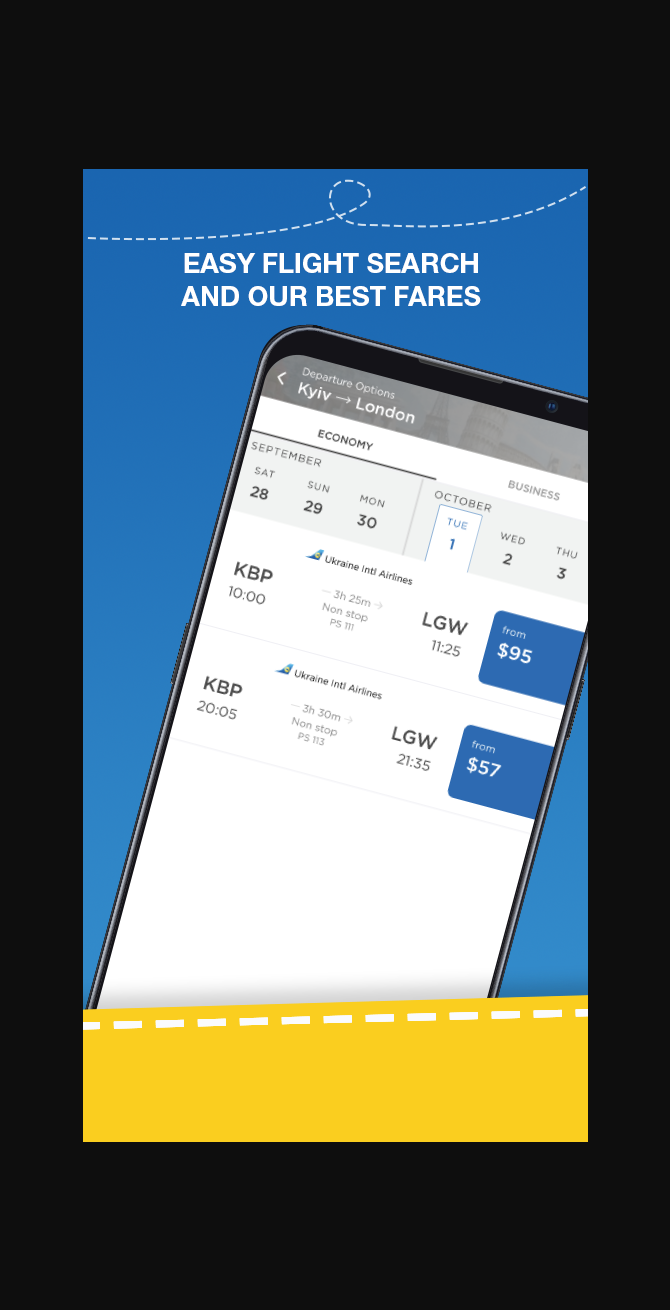 EASY FLIGHT SEARCH
AND OUR BEST FARES
Departure Options
Kyiv → London
ECONOMY
BUSINESS
SEPTEMBER
OCTOBER
SAT
SUN
MON
TUE
WED
THU
28
29
30
1
2
3
Ukraine Intl Airlines
KBP
10:00
3h 25m
Non stop
PS 111
LGW
11:25
from
$95
Ukraine Intl Airlines
KBP
20:05
3h 30m
Non stop
PS 113
LGW
21:35
from
$57